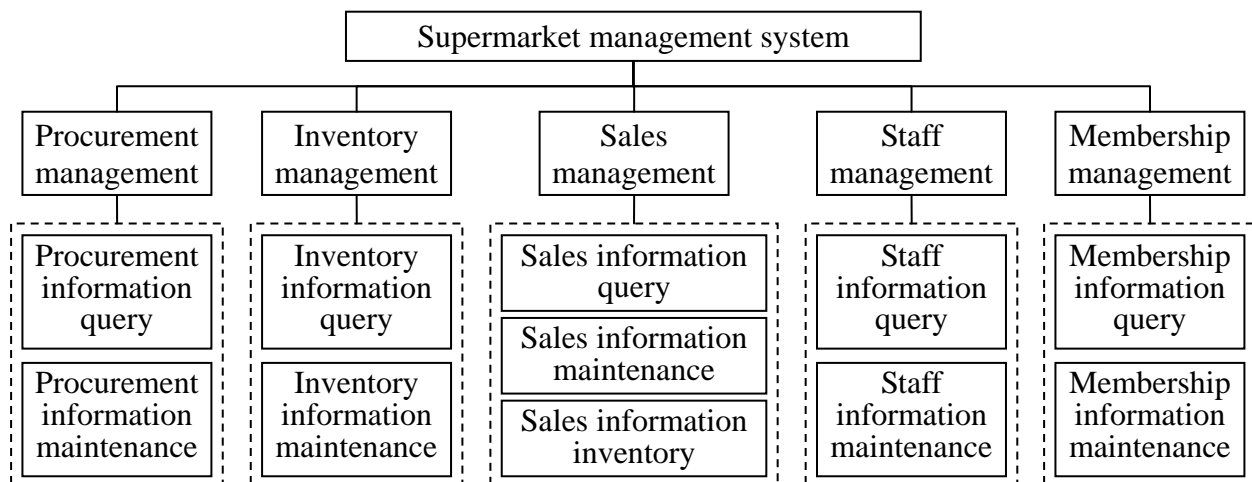 Supermarket management system
Procurement
management
Inventory
management
Sales
management
Staff
management
Membership
management
Procurement
information
query
Procurement
information
maintenance
Inventory
information
query
Inventory
information
maintenance
Sales information
query
Sales information
maintenance
Sales information
inventory
Staff
information
query
Staff
information
maintenance
Membership
information
query
Membership
information
maintenance